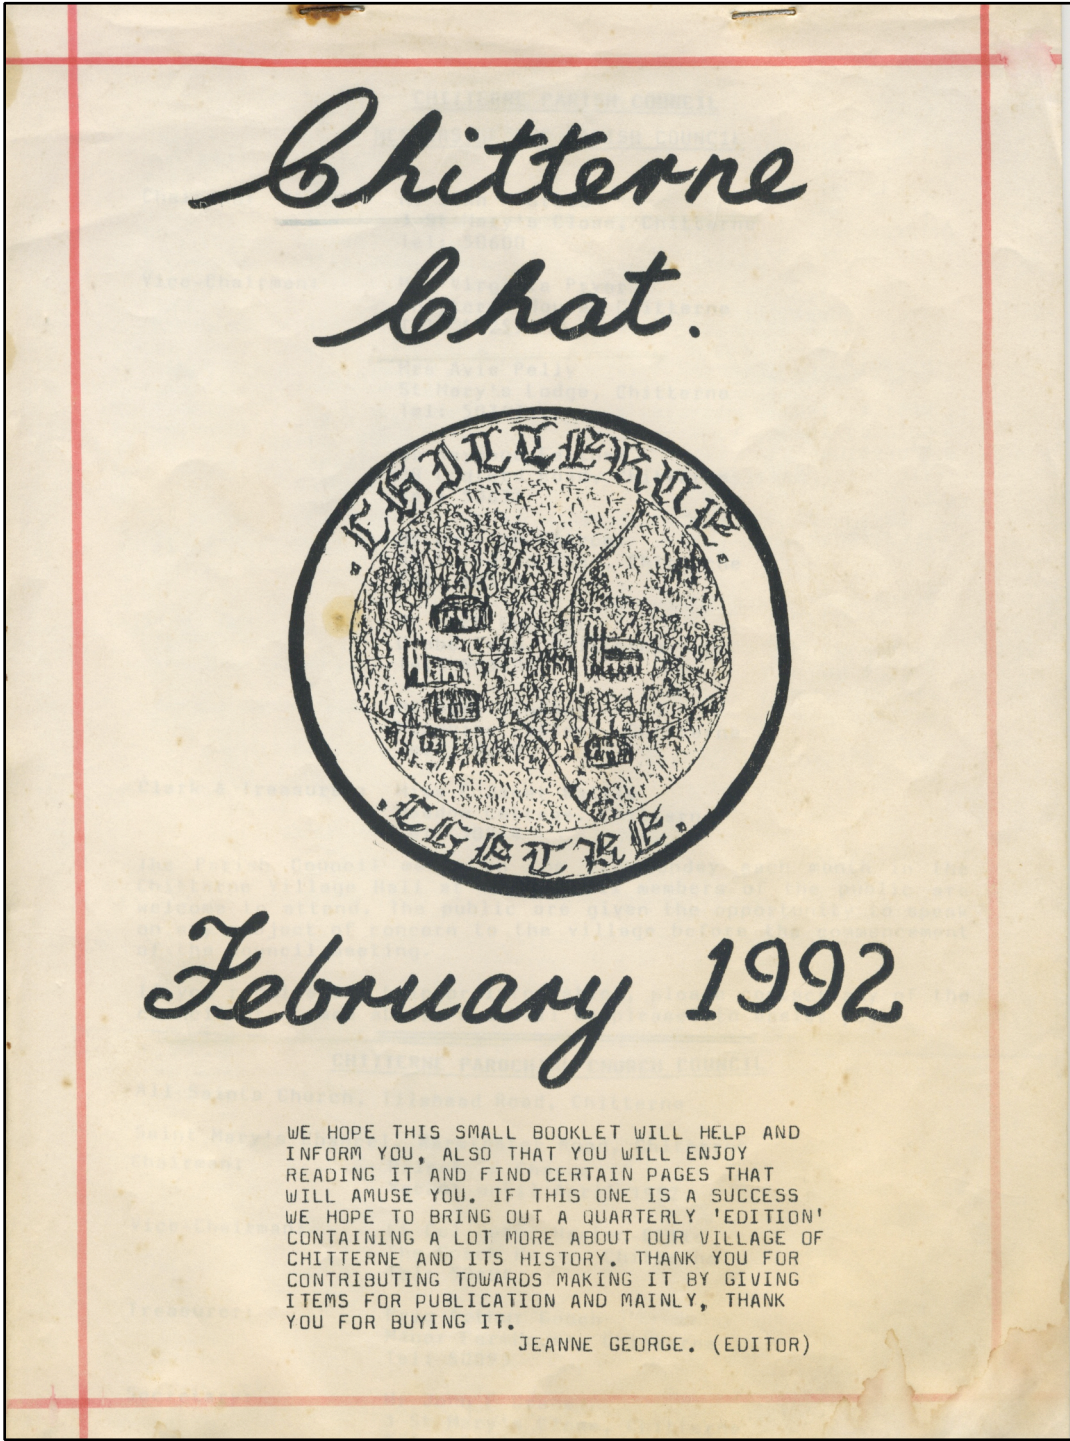 Chitterne
Chat.
.CHITTERNE.
.CHETRE.
February 1992
WE HOPE THIS SMALL BOOKLET WILL HELP AND
INFORM YOU, ALSO THAT YOU WILL ENJOY
READING IT AND FIND CERTAIN PAGES THAT
WILL AMUSE YOU. IF THIS ONE IS A SUCCESS
WE HOPE TO BRING OUT A QUARTERLY 'EDITION'
CONTAINING A LOT MORE ABOUT OUR VILLAGE OF
CHITTERNE AND ITS HISTORY. THANK YOU FOR
CONTRIBUTING TOWARDS MAKING IT BY GIVING
ITEMS FOR PUBLICATION AND MAINLY, THANK
YOU FOR BUYING IT.
JEANNE GEORGE. (EDITOR)